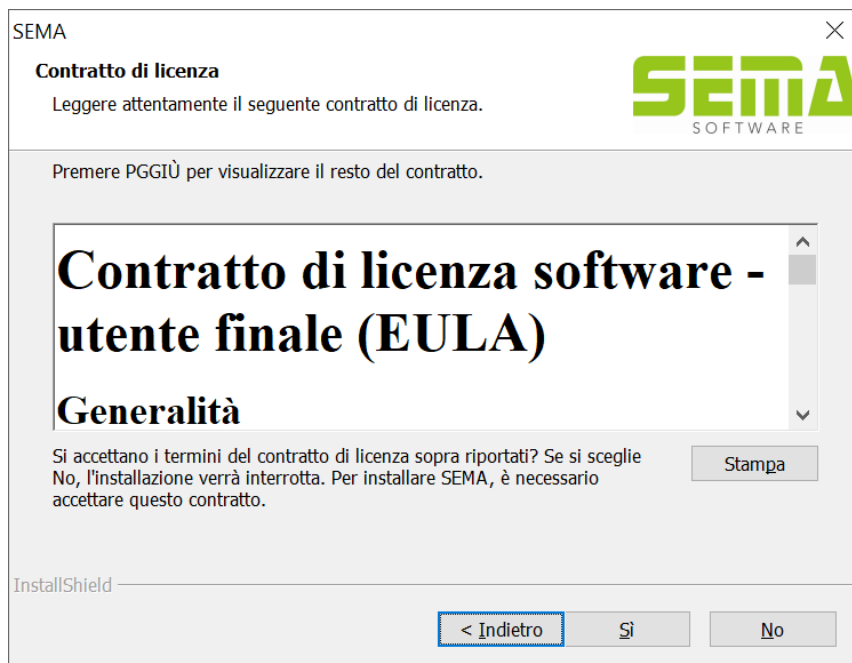 SEMA
Contratto di licenza
Leggere attentamente il seguente contratto di licenza.
SEMA
SOFTWARE
Premere PGGIÙ per visualizzare il resto del contratto.
Contratto di licenza software -
utente finale (EULA)
Generalità
Si accettano i termini del contratto di licenza sopra riportati? Se si sceglie
No, l'installazione verrà interrotta. Per installare SEMA, è necessario
accettare questo contratto.
Stampa
InstallShield
< Indietro
Sì
No